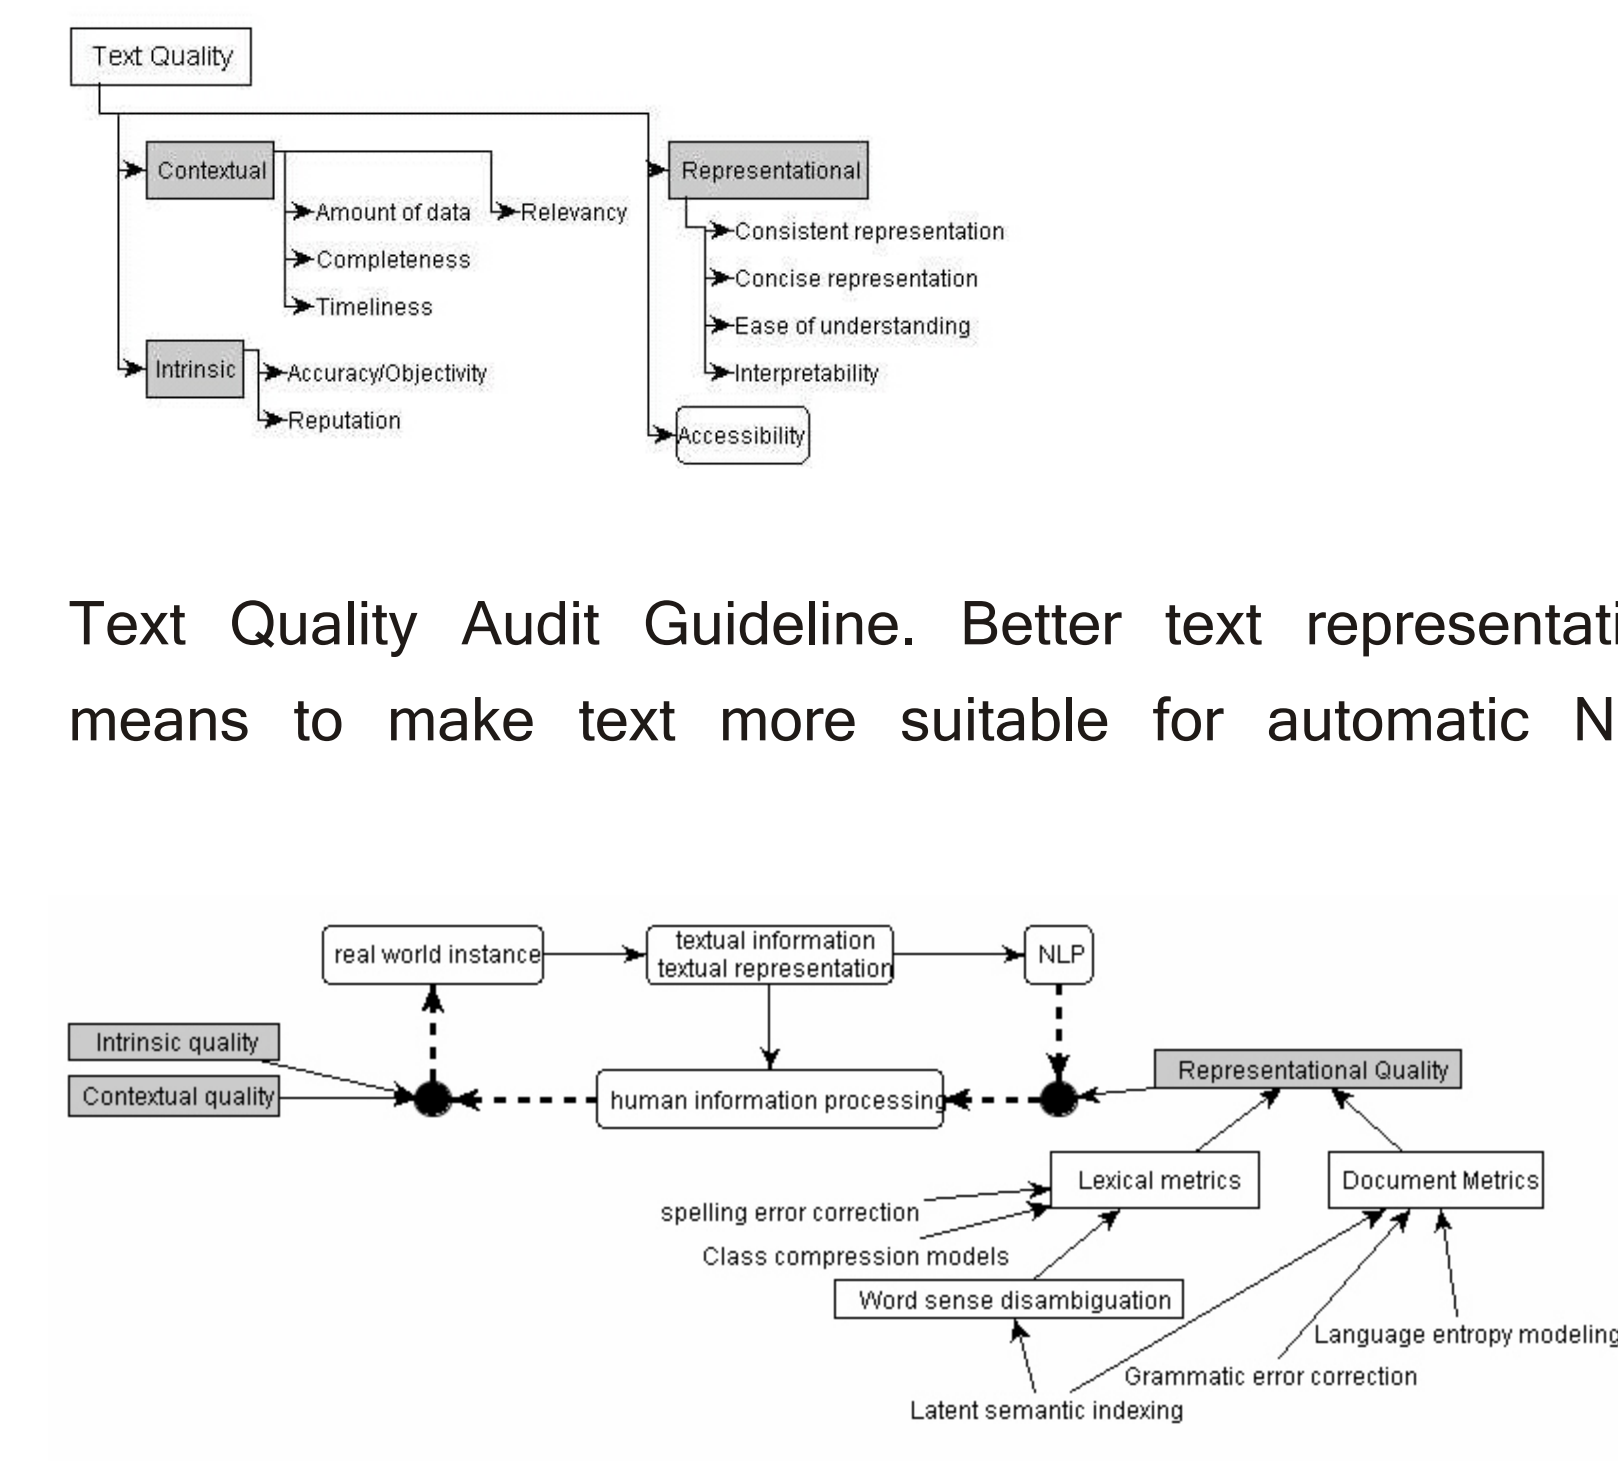 Text Quality
Contextual
Amount of data
Relevancy
Completeness
Timeliness
Intrinsic
Accuracy/Objectivity
Reputation
Representational
Consistent representation
Concise representation
Ease of understanding
Interpretability
Accessibility
Text Quality Audit Guideline. Better text
means to make text more suitable for automatic
real world instance
textual information
textual representation
NLP
Intrinsic quality
Contextual quality
human information processing
Representational Quality
Lexical metrics
Document Metrics
spelling error correction
Class compression models
Word sense disambiguation
Language entropy modeling
Grammatic error correction
Latent semantic indexing